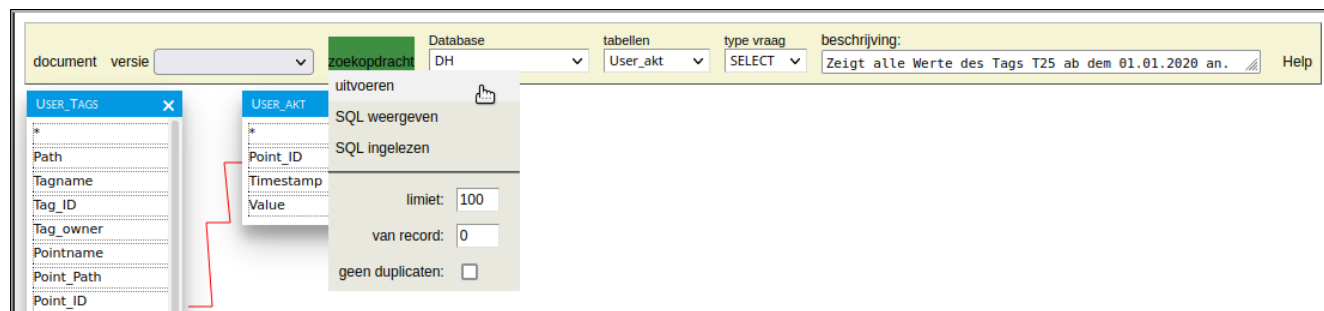 Database tabellen type vraag beschrijving:
document versie zoekopdracht DH User_akt SELECT Zeigt alle Werte des Tags T25 ab dem 01.01.2020 an. Help
uitvoeren
SQL weergeven
SQL ingelezen
limiet: 100
van record: 0
geen duplicaten:
USER_TAGS
*
Path
Tagname
Tag_ID
Tag_owner
Pointname
Point_Path
Point_ID
USER_AKT
*
Point_ID
Timestamp
Value